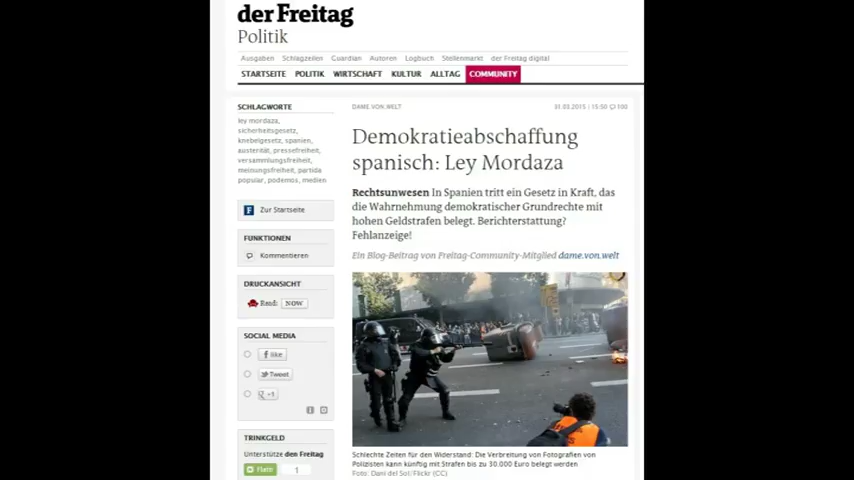 der Freitag
Politik
Ausgaben Schlagzeilen Guardian Autoren Logbuch Stellenmarkt der Freitag digital
STARTSEITE POLITIK WIRTSCHAFT KULTUR ALLTAG COMMUNITY
SCHLAGWORTE
ley mordaza,
sicherheitsgesetz,
knebelgesetz, spanien,
austerität, pressefreiheit,
versammlungsfreiheit,
meinungsfreiheit, partida
popular, podemos, medien
F Zur Startseite
FUNKTIONEN
Kommentieren
DRUCKANSICHT
Read: NOW
SOCIAL MEDIA
f like
Tweet
+1
TRINKGELD
Unterstütze den Freitag
Flattr 1
DAME.VON.WELT 31.03.2015 | 15:50 100
Demokratieabschaffung
spanisch: Ley Mordaza
Rechtsunwesen In Spanien tritt ein Gesetz in Kraft, das
die Wahrnehmung demokratischer Grundrechte mit
hohen Geldstrafen belegt. Berichterstattung?
Fehlanzeige!
Ein Blog-Beitrag von Freitag-Community-Mitglied dame.von.welt
Schlechte Zeiten für den Widerstand: Die Verbreitung von Fotografien von
Polizisten kann künftig mit Strafen bis zu 30.000 Euro belegt werden
Foto: Dani del Sol/ Flickr (CC)